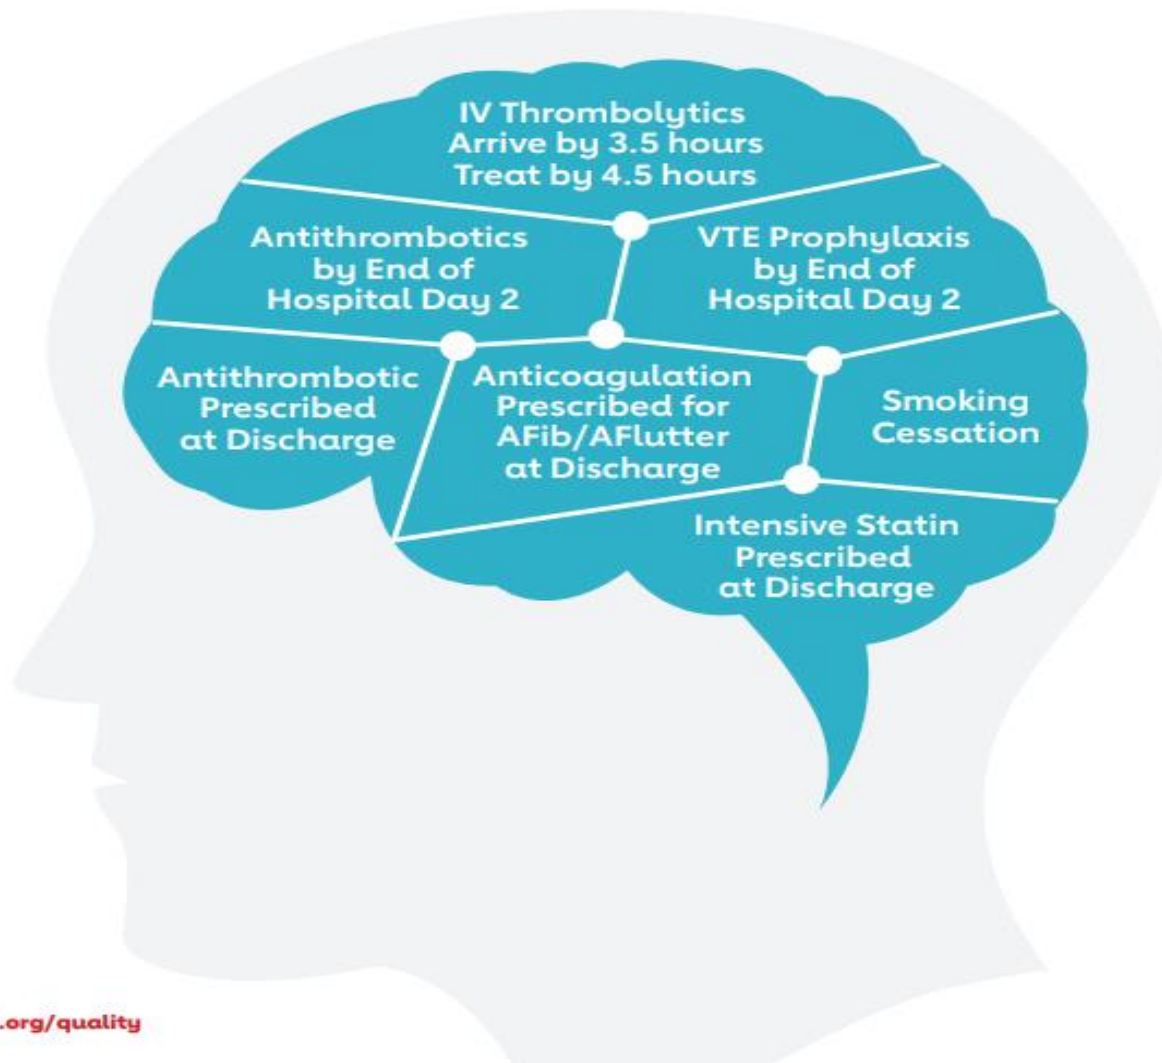 IV Thrombolytics
Arrive by 3.5 hours
Treat by 4.5 hours
Antithrombotics
by End of
Hospital Day 2
VTE Prophylaxis
by End of
Hospital Day 2
Antithrombotic
Prescribed
at Discharge
Anticoagulation
Prescribed for
AFib/AFlutter
at Discharge
Smoking
Cessation
Intensive Statin
Prescribed
at Discharge
.org/quality